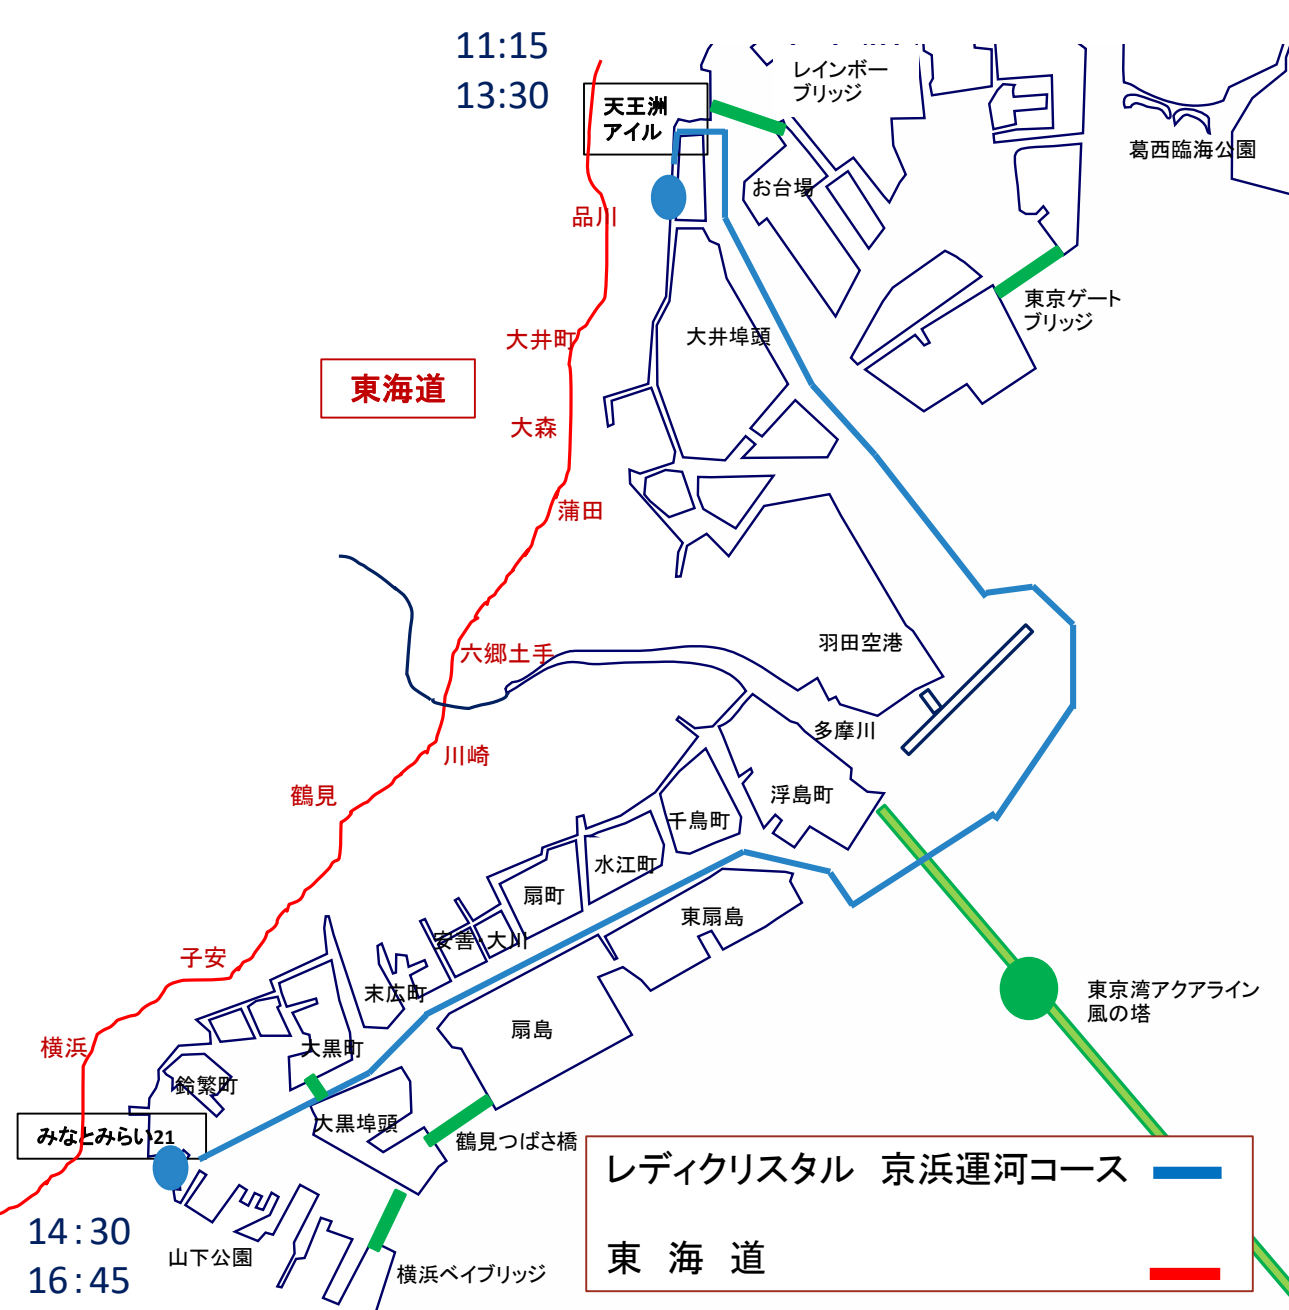 11:15
13:30
天王洲
アイル
レインボー
ブリッジ
葛西臨海公園
お台場
品川
東京ゲート
ブリッジ
大井町
大井埠頭
東海道
大森
蒲田
六郷土手
羽田空港
多摩川
川崎
鶴見
浮島町
千鳥町
水江町
扇町
東扇島
安善・大川
子安
末広町
東京湾アクアライン
風の塔
扇島
横浜
大黒町
鈴繁町
大黒埠頭
みなとみらい21
鶴見つばさ橋
レディクリスタル 京浜運河コース
14:30
16:45
山下公園
横浜ベイブリッジ
東 海 道